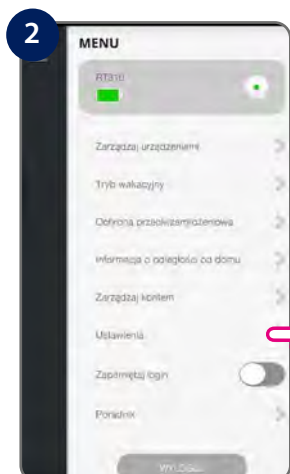 2
MENU
RT310
Zarządzaj urządzeniami
Tryb wakacyjny
Ochrona przeciwzamrożeniowa
Informacja o odległości od domu
Zarządzaj kontem
Ustawienia
Zapamiętaj login
Poradnik